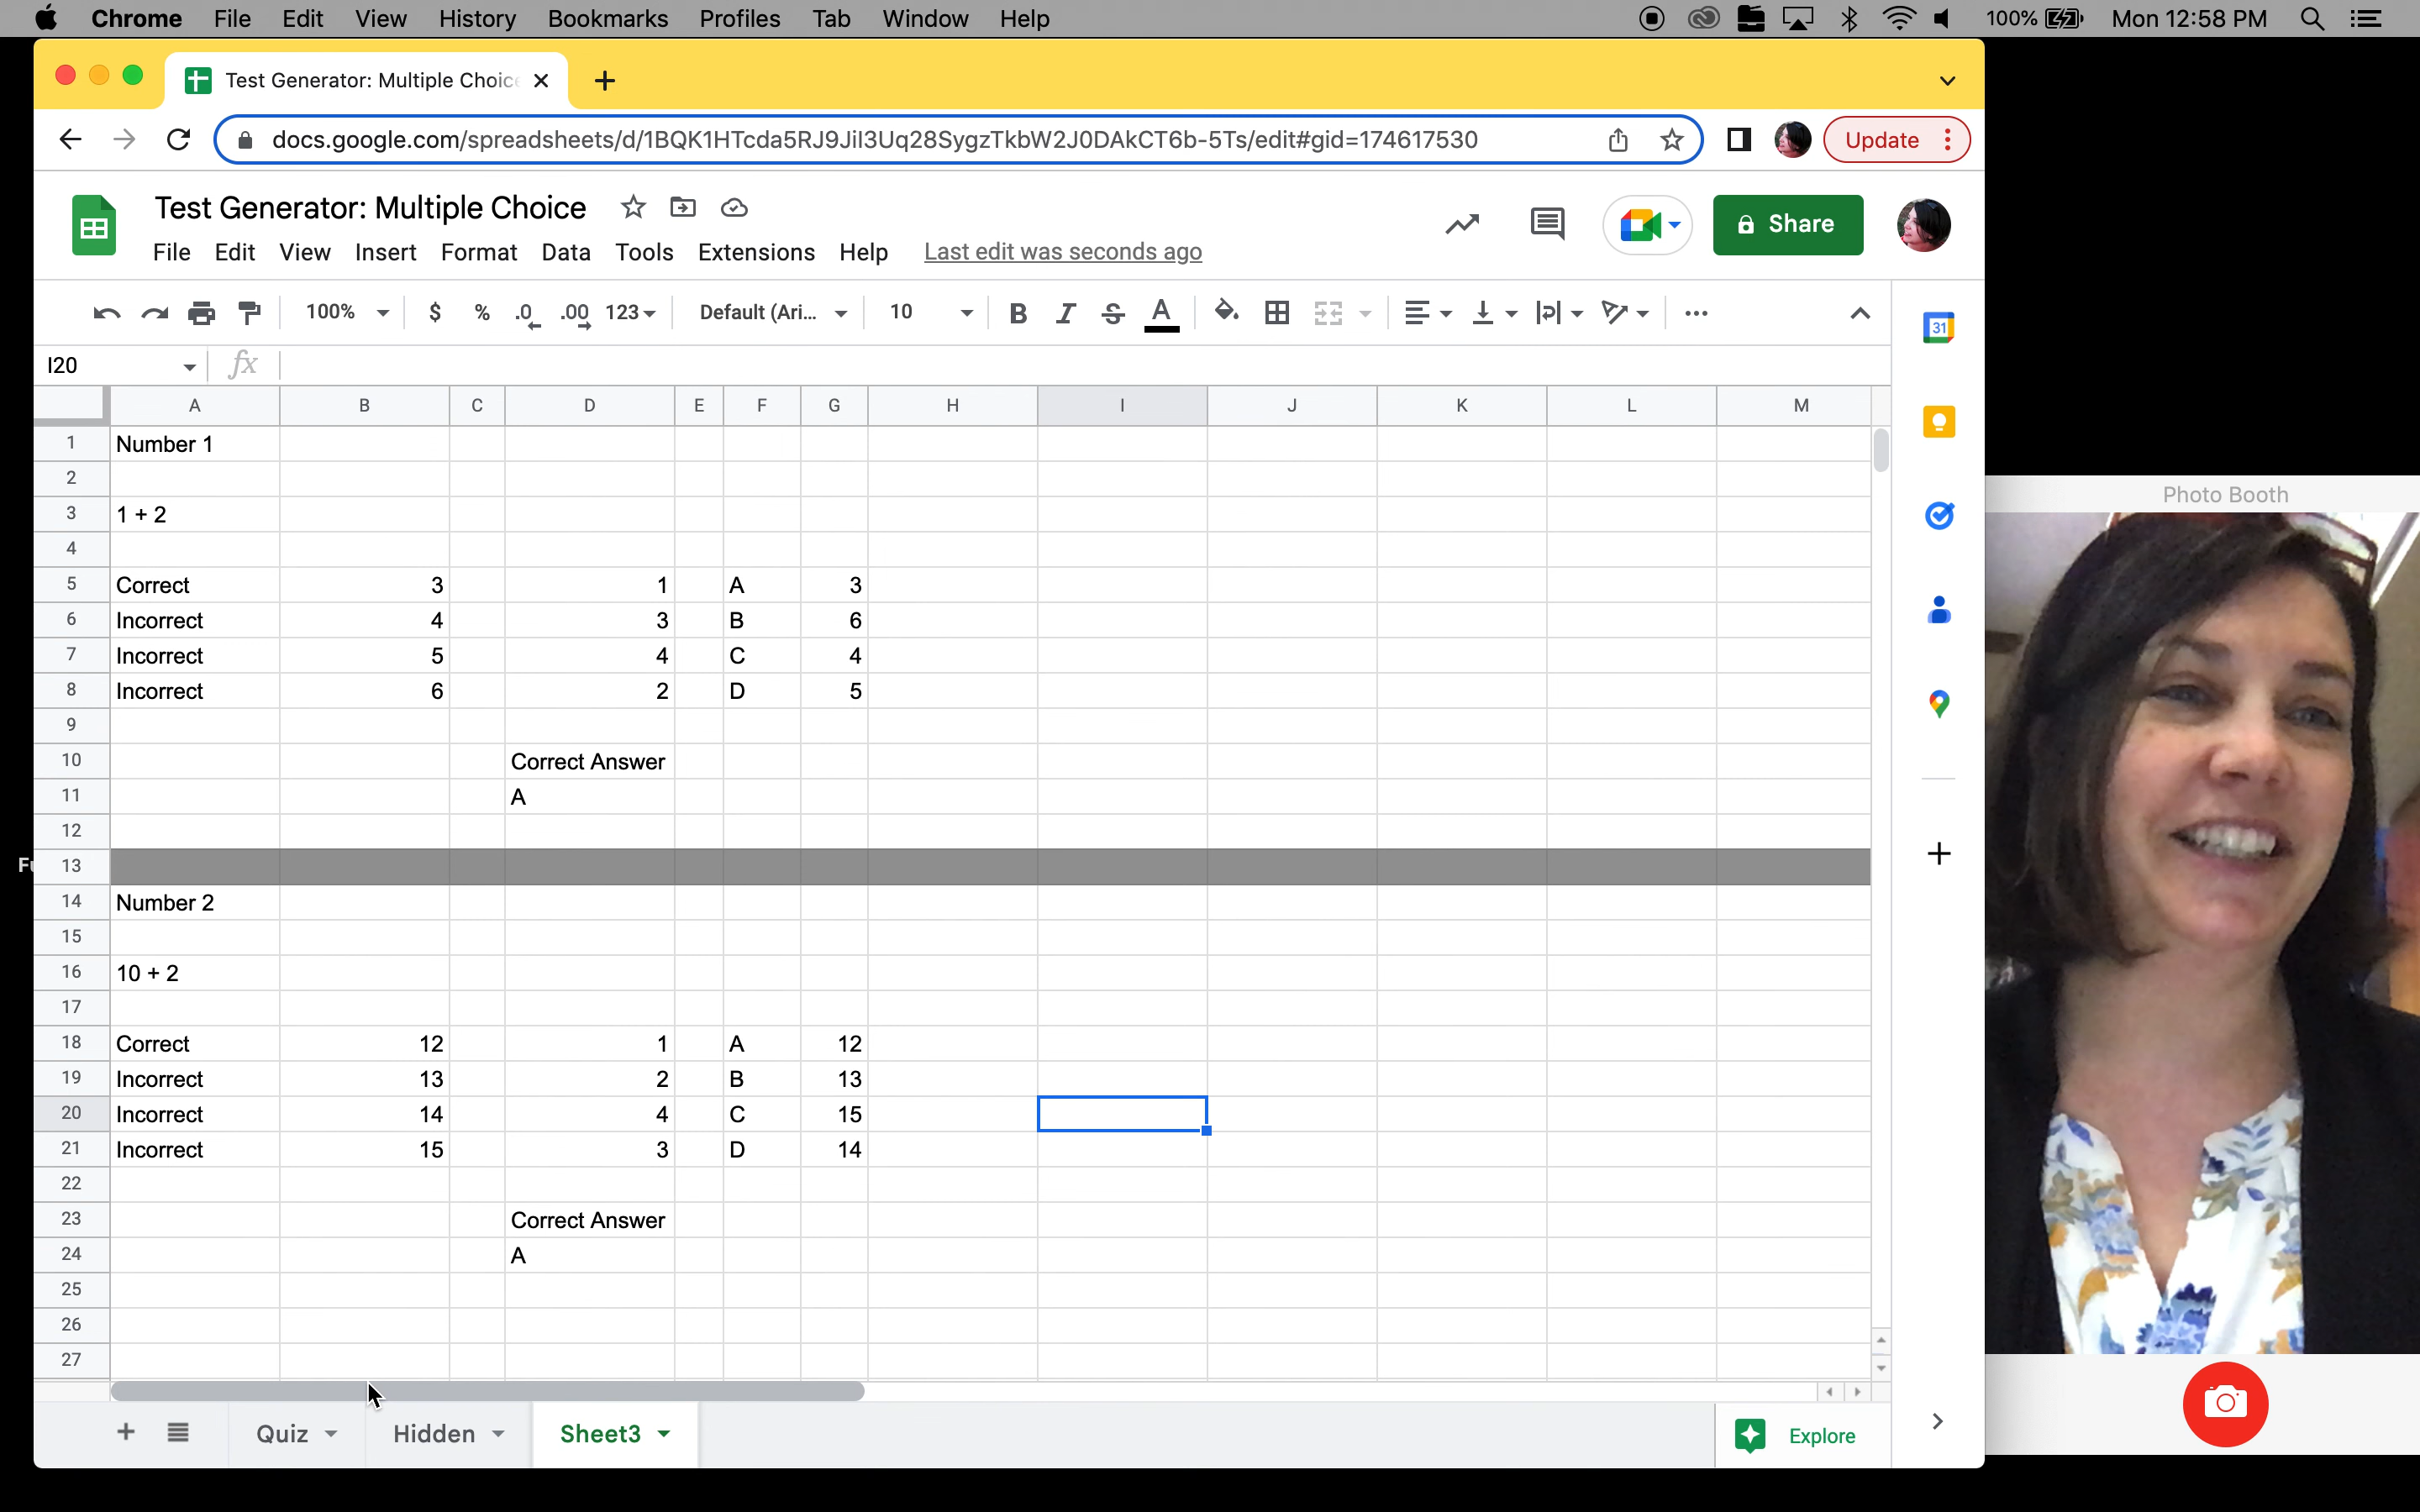 Chrome File Edit View History Bookmarks Profiles Tab Window Help 100% Mon 12:58 PM
Test Generator: Multiple Choice
docs.google.com/spreadsheets/d/1BQK1HTcda5RJ9JiI3Uq28SygzTkbW2J0DAkCT6b-5Ts/edit#gid=174617530 Update
Test Generator: Multiple Choice
File Edit View Insert Format Data Tools Extensions Help Last edit was seconds ago Share
100% $ % .0 .00 123 Default (Ari... 10 B I S A
31
I20 fx
A B C D E F G H I J K L M
1 Number 1
2
Photo Booth
3 1 + 2
4
5 Correct 3 1 A 3
6 Incorrect 4 3 B 6
7 Incorrect 5 4 C 4
8 Incorrect 6 2 D 5
9
10 Correct Answer
11 A
12
13
14 Number 2
15
16 10 + 2
17
18 Correct 12 1 A 12
19 Incorrect 13 2 B 13
20 Incorrect 14 4 C 15
21 Incorrect 15 3 D 14
22
23 Correct Answer
24 A
25
26
27
+ Quiz Hidden Sheet3 Explore